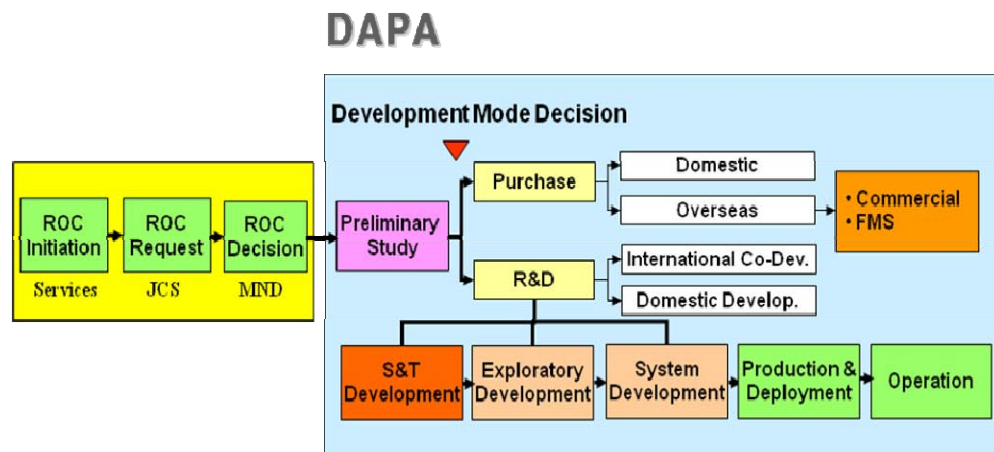 DAPA
Development Mode Decision
ROC
Initiation
Services
ROC
Request
JCS
ROC
Decision
MND
Preliminary
Study
Purchase
Domestic
Overseas
• Commercial
• FMS
R&D
International Co-Dev.
Domestic Develop.
S&T
Development
Exploratory
Development
System
Development
Production &
Deployment
Operation